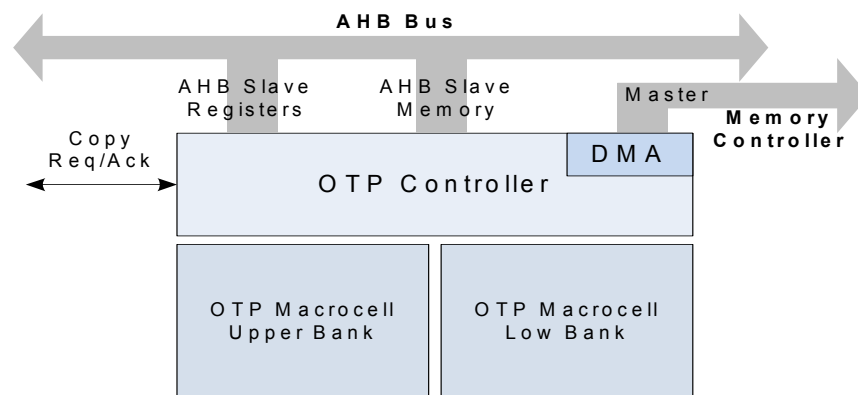 AHB Bus
AHB Slave
Registers
AHB Slave
Memory
Master
Memory
Controller
Copy
Req/Ack
DMA
OTP Controller
OTP Macrocell
Upper Bank
OTP Macrocell
Low Bank